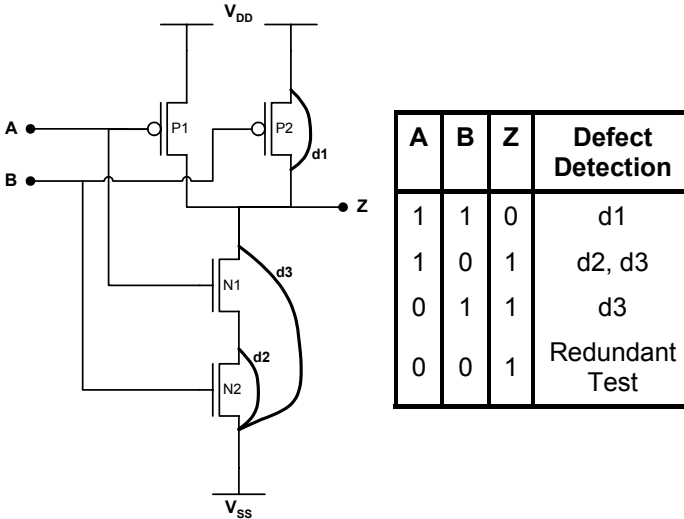 VDD
P1
P2
A
d1
B
Z
d3
N1
d2
N2
VSS
A B Z Defect
Detection
1 1 0 d1
1 0 1 d2, d3
0 1 1 d3
0 0 1 Redundant
Test